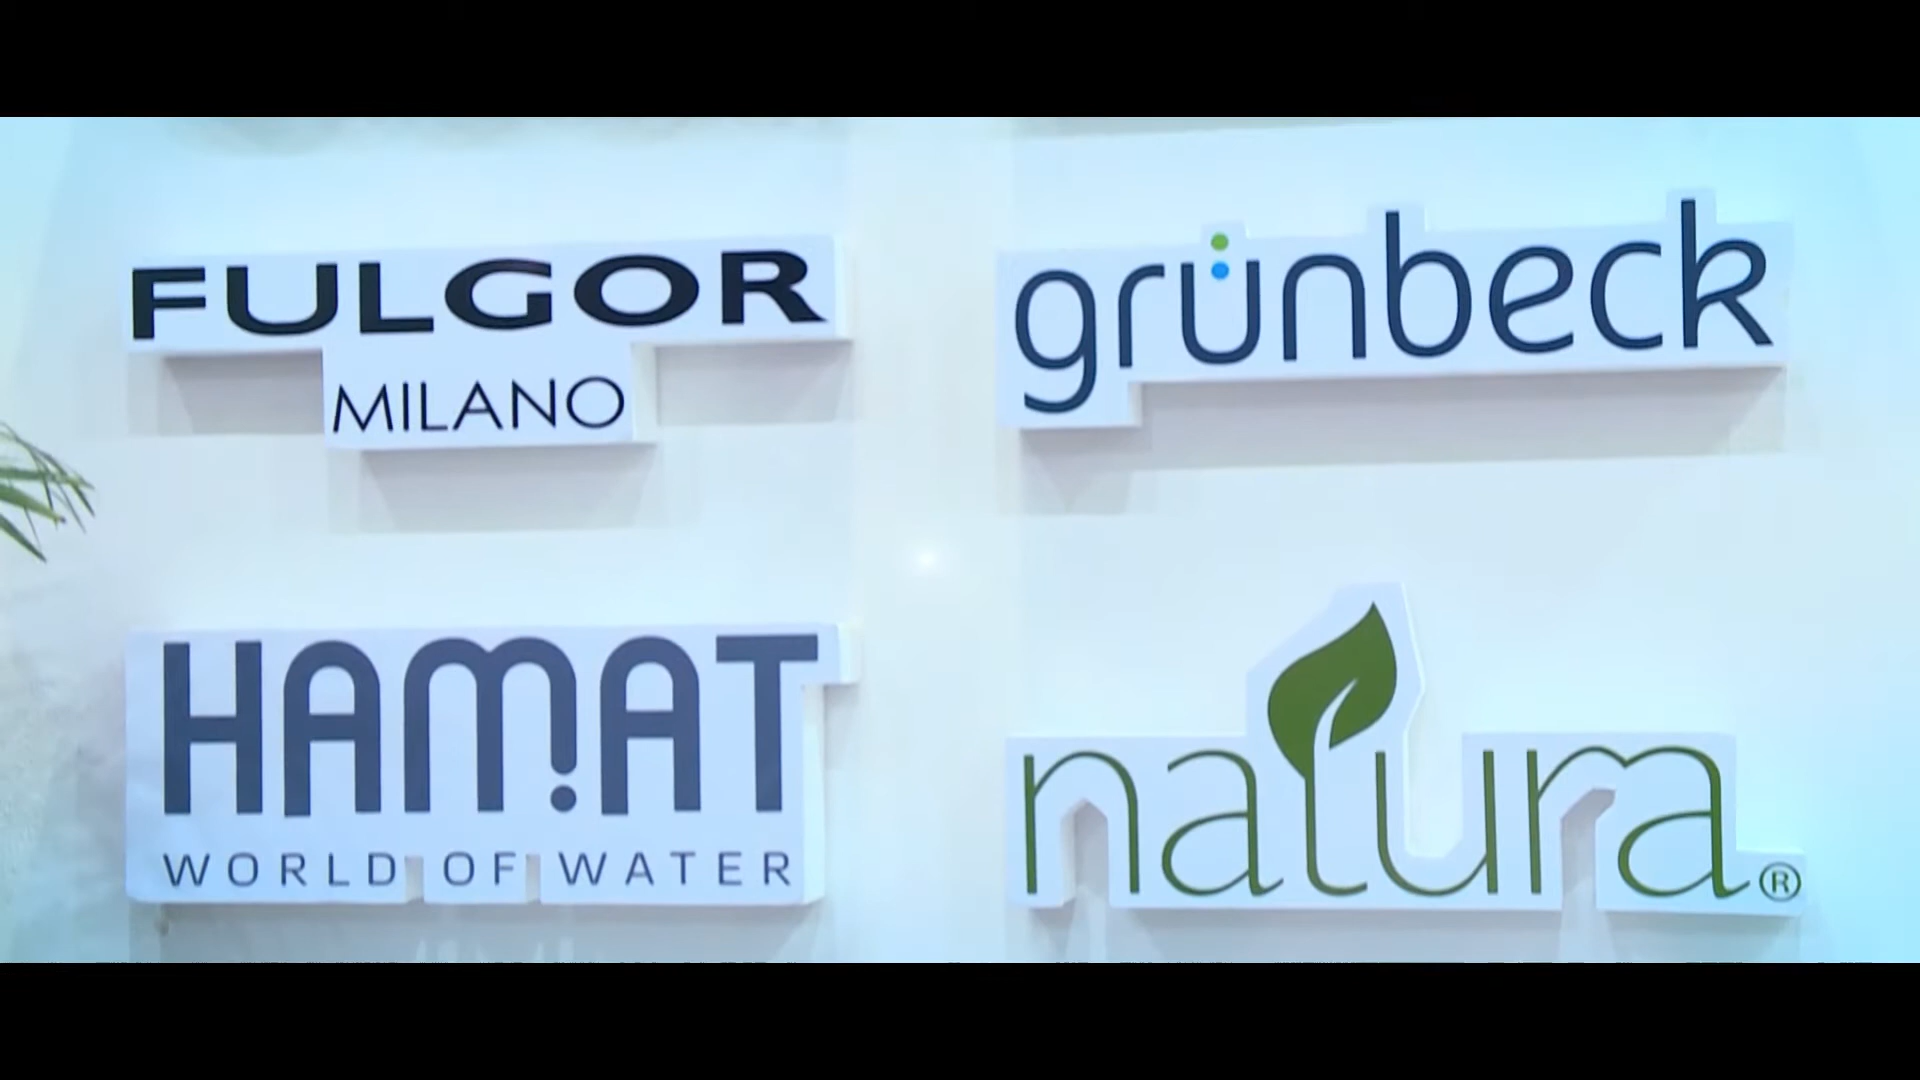 FULGOR
MILANO
grünbeck
HAMAT
WORLD OF WATER
natura®